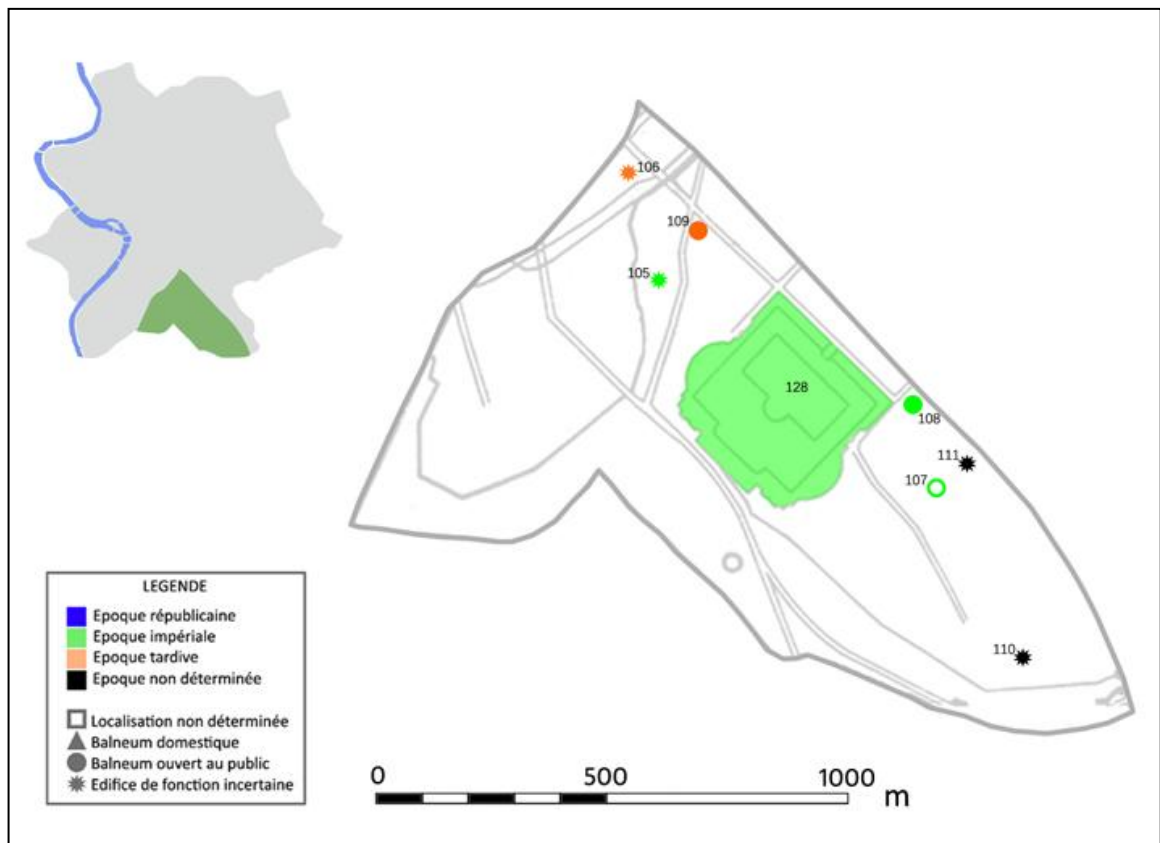 106
109
105
128
108
111
107
110
LEGENDE
Epoque républicaine
Epoque impériale
Epoque tardive
Epoque non déterminée
Localisation non déterminée
Balneum domestique
Balneum ouvert au public
Edifice de fonction incertaine
0 500 1000
m